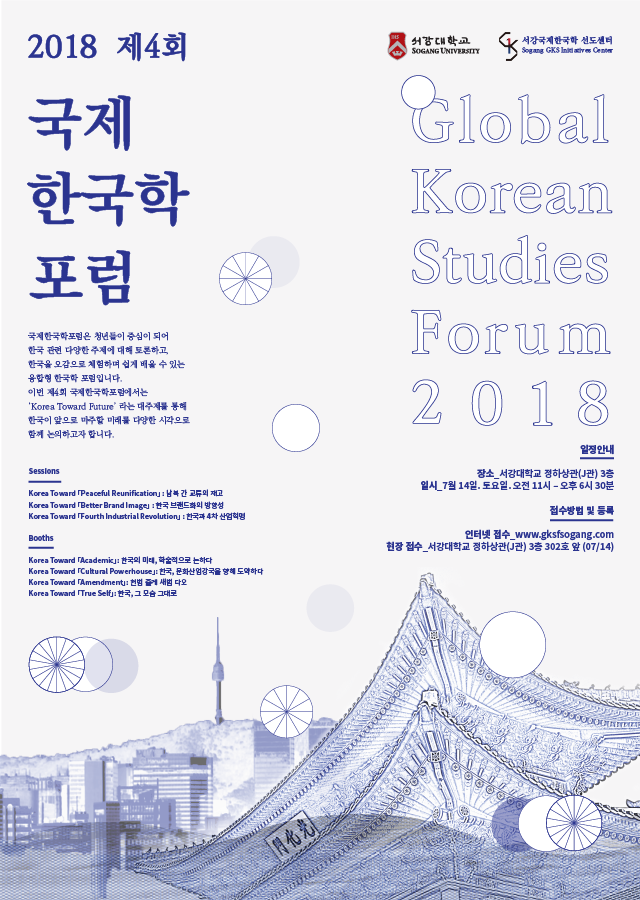 2018 제4회
서강대학교
SOGANG UNIVERSITY
서강국제한국학 선도센터
Sogang GKS Initiatives Center
국제
한국학
포럼
Global
Korean
Studies
Forum
2018
국제한국학포럼은 청년들이 중심이 되어
한국 관련 다양한 주제에 대해 토론하고,
한국을 오감으로 체험하며 쉽게 배울 수 있는
융합형 한국학 포럼입니다.
이번 제4회 국제한국학포럼에서는
'Korea Toward Future' 라는 대주제를 통해
한국이 앞으로 마주할 미래를 다양한 시각으로
함께 논의하고자 합니다.
Sessions
Korea Toward 「Peaceful Reunification」 : 남북 간 교류의 재고
Korea Toward 「Better Brand Image」 : 한국 브랜드화의 방향성
Korea Toward 「Fourth Industrial Revolution」 : 한국과 4차 산업혁명
Booths
Korea Toward 「Academic」: 한국의 미래, 학술적으로 논하다
Korea Toward 「Cultural Powerhouse」: 한국, 문화산업강국을 향해 도약하다
Korea Toward 「Amendment」: 헌법 줄게 새법 다오
Korea Toward 「True Self」: 한국, 그 모습 그대로
일정안내
장소_서강대학교 정하상관(J관) 3층
일시_7월 14일. 토요일. 오전 11시 – 오후 6시 30분
접수방법 및 등록
인터넷 접수_www.gksfsogang.com
현장 접수_서강대학교 정하상관(J관) 3층 302호 앞 (07/14)
門化光